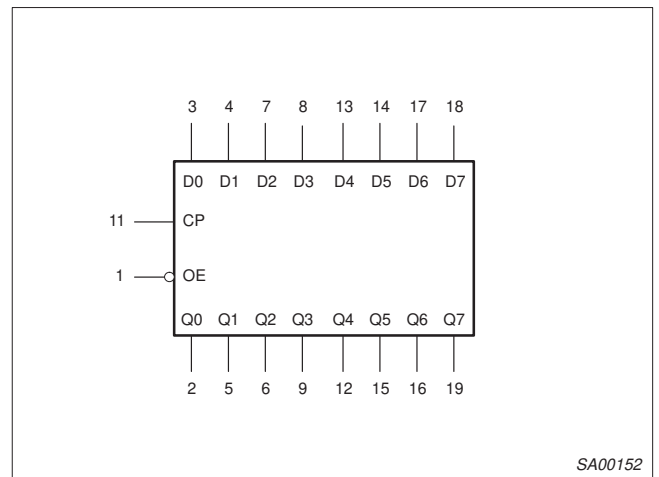 3 4 7 8 13 14 17 18
D0 D1 D2 D3 D4 D5 D6 D7
11 CP
1 OE
Q0 Q1 Q2 Q3 Q4 Q5 Q6 Q7
2 5 6 9 12 15 16 19
SA00152